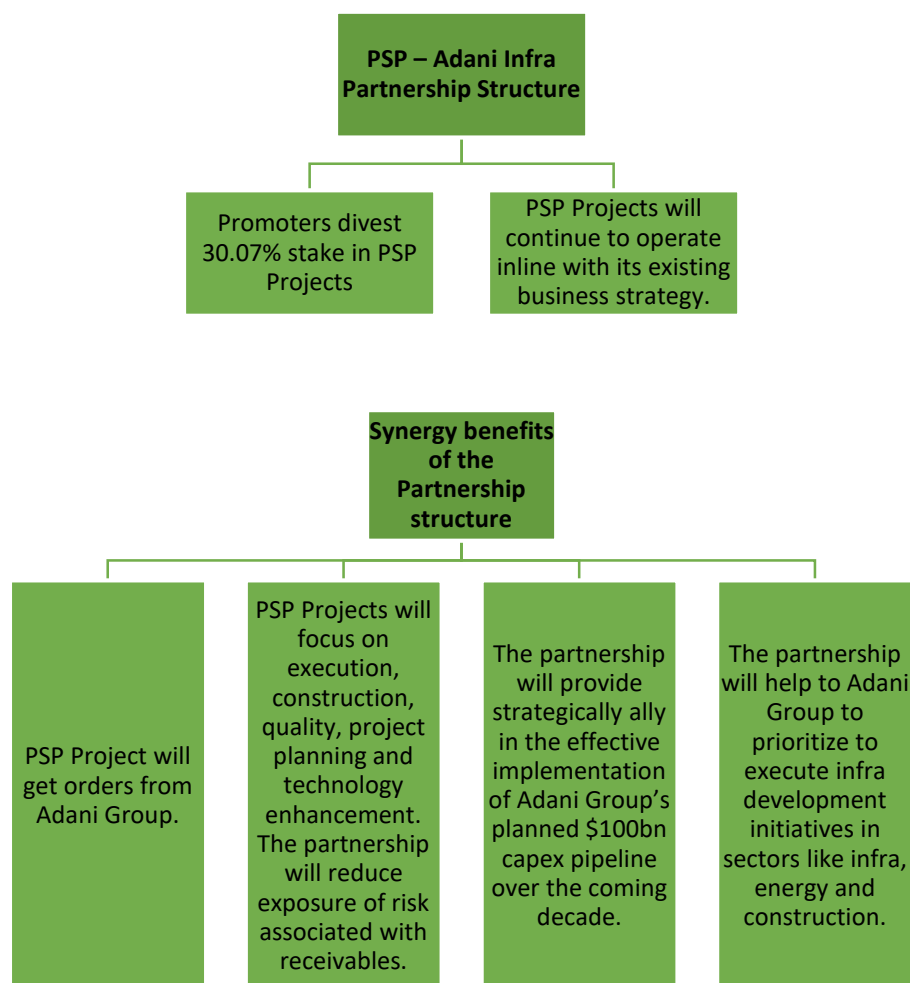 PSP – Adani Infra
Partnership Structure
Promoters divest
30.07% stake in PSP
Projects
PSP Projects will
continue to operate
inline with its existing
business strategy.
Synergy benefits
of the
Partnership
structure
PSP Project will
get orders from
Adani Group.
PSP Projects will
focus on
execution,
construction,
quality, project
planning and
technology
enhancement.
The partnership
will reduce
exposure of risk
associated with
receivables.
The partnership
will provide
strategically ally
in the effective
implementation
of Adani Group’s
planned $100bn
capex pipeline
over the coming
decade.
The partnership
will help to Adani
Group to
prioritize to
execute infra
development
initiatives in
sectors like infra,
energy and
construction.